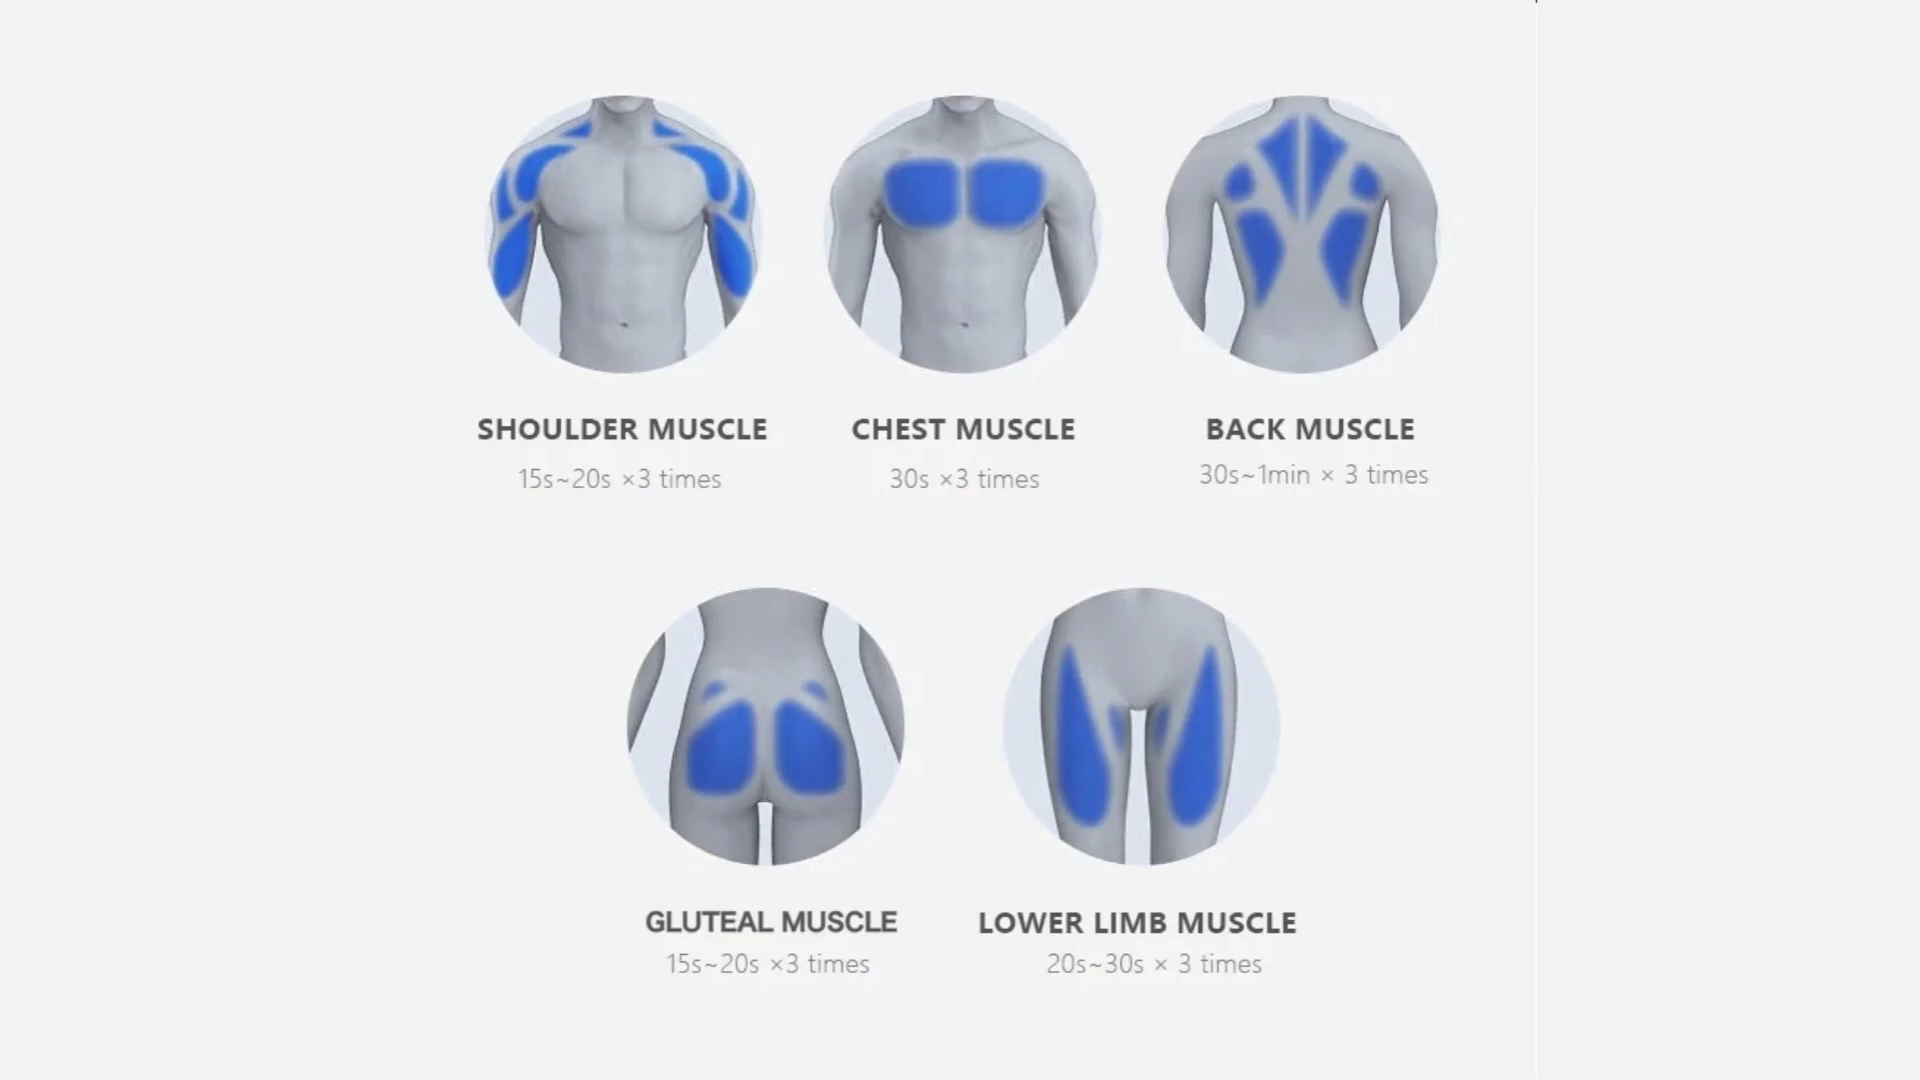 SHOULDER MUSCLE
15s~20s ×3 times
CHEST MUSCLE
30s ×3 times
BACK MUSCLE
30s~1min × 3 times
GLUTEAL MUSCLE
15s~20s ×3 times
LOWER LIMB MUSCLE
20s~30s × 3 times